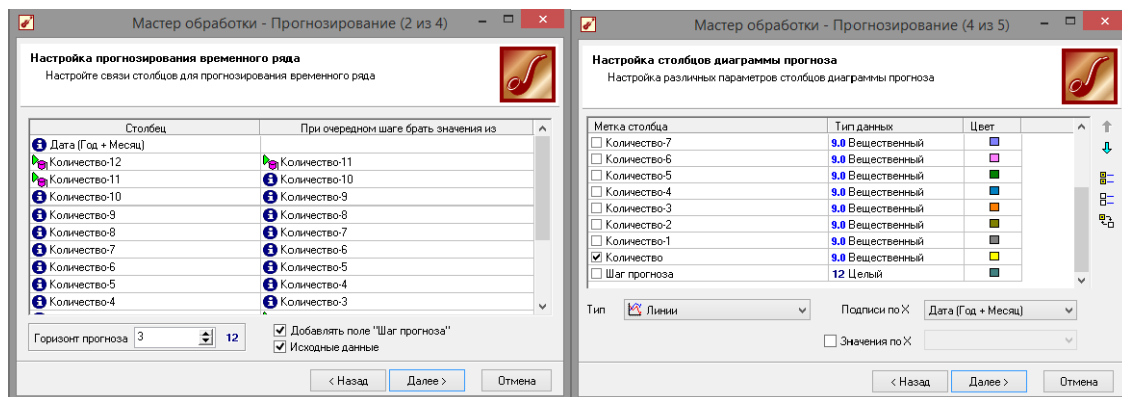 Мастер обработки - Прогнозирование (2 из 4)
Настройка прогнозирования временного ряда
Настройте связи столбцов для прогнозирования временного ряда
Столбец При очередном шаге брать значения из
Дата (Год + Месяц)
Количество-12 Количество-11
Количество-11 Количество-10
Количество-10 Количество-9
Количество-9 Количество-8
Количество-8 Количество-7
Количество-7 Количество-6
Количество-6 Количество-5
Количество-5 Количество-4
Количество-4 Количество-3
Горизонт прогноза 3 12
Добавлять поле "Шаг прогноза"
Исходные данные
< Назад Далее > Отмена
Мастер обработки - Прогнозирование (4 из 5)
Настройка столбцов диаграммы прогноза
Настройка различных параметров столбцов диаграммы прогноза
Метка столбца Тип данных Цвет
Количество-7 9.0 Вещественный
Количество-6 9.0 Вещественный
Количество-5 9.0 Вещественный
Количество-4 9.0 Вещественный
Количество-3 9.0 Вещественный
Количество-2 9.0 Вещественный
Количество-1 9.0 Вещественный
Количество 9.0 Вещественный
Шаг прогноза 12 Целый
Тип Линии Подписи по X Дата (Год + Месяц)
Значения по X
< Назад Далее > Отмена